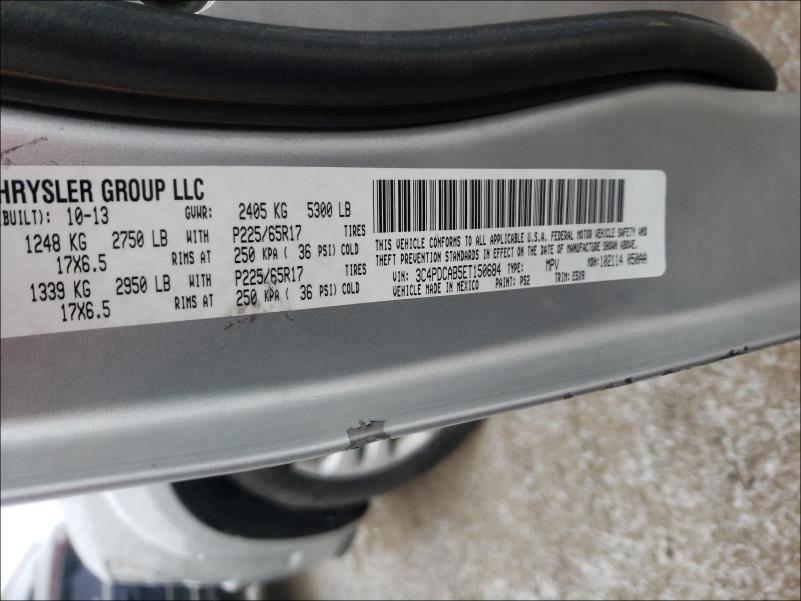 HRYSLER GROUP LLC
BUILT): 10-13 GVWR: 2405 KG 5300 LB
1248 KG 2750 LB WITH P225/65R17 TIRES
17X6.5 RIMS AT 250 KPA ( 36 PSI) COLD
1339 KG 2950 LB WITH P225/65R17 TIRES
17X6.5 RIMS AT 250 KPA ( 36 PSI) COLD
THIS VEHICLE CONFORMS TO ALL APPLICABLE U.S.A. FEDERAL MOTOR VEHICLE SAFETY AND
THEFT PREVENTION STANDARDS IN EFFECT ON THE DATE OF MANUFACTURE SHOWN ABOVE.
VIN: 3C4PDCAB5ET150684 TYPE: MPV MDH: 102114 050AA
VEHICLE MADE IN MEXICO PAINT: PS2 TRIM: E5X9